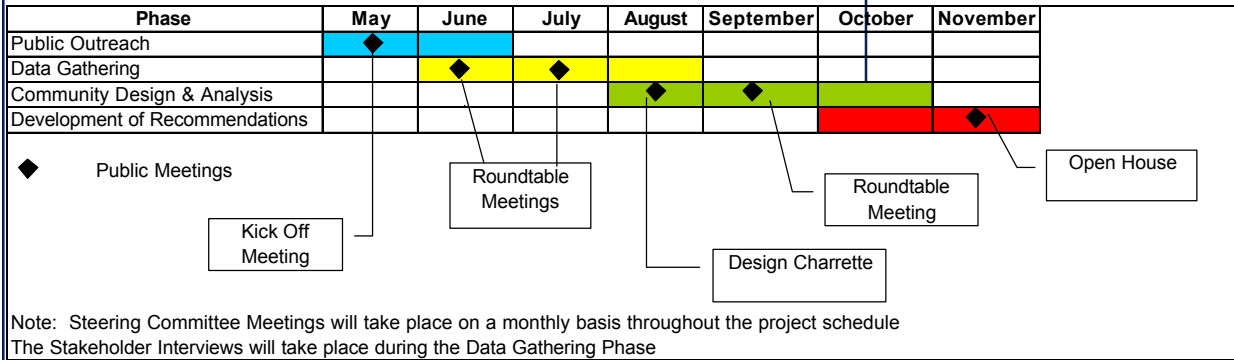 Phase May June July August September October November
Public Outreach
Data Gathering
Community Design & Analysis
Development of Recommendations
Public Meetings
Roundtable
Meetings
Roundtable
Meeting
Open House
Kick Off
Meeting
Design Charrette
Note: Steering Committee Meetings will take place on a monthly basis throughout the project schedule
The Stakeholder Interviews will take place during the Data Gathering Phase